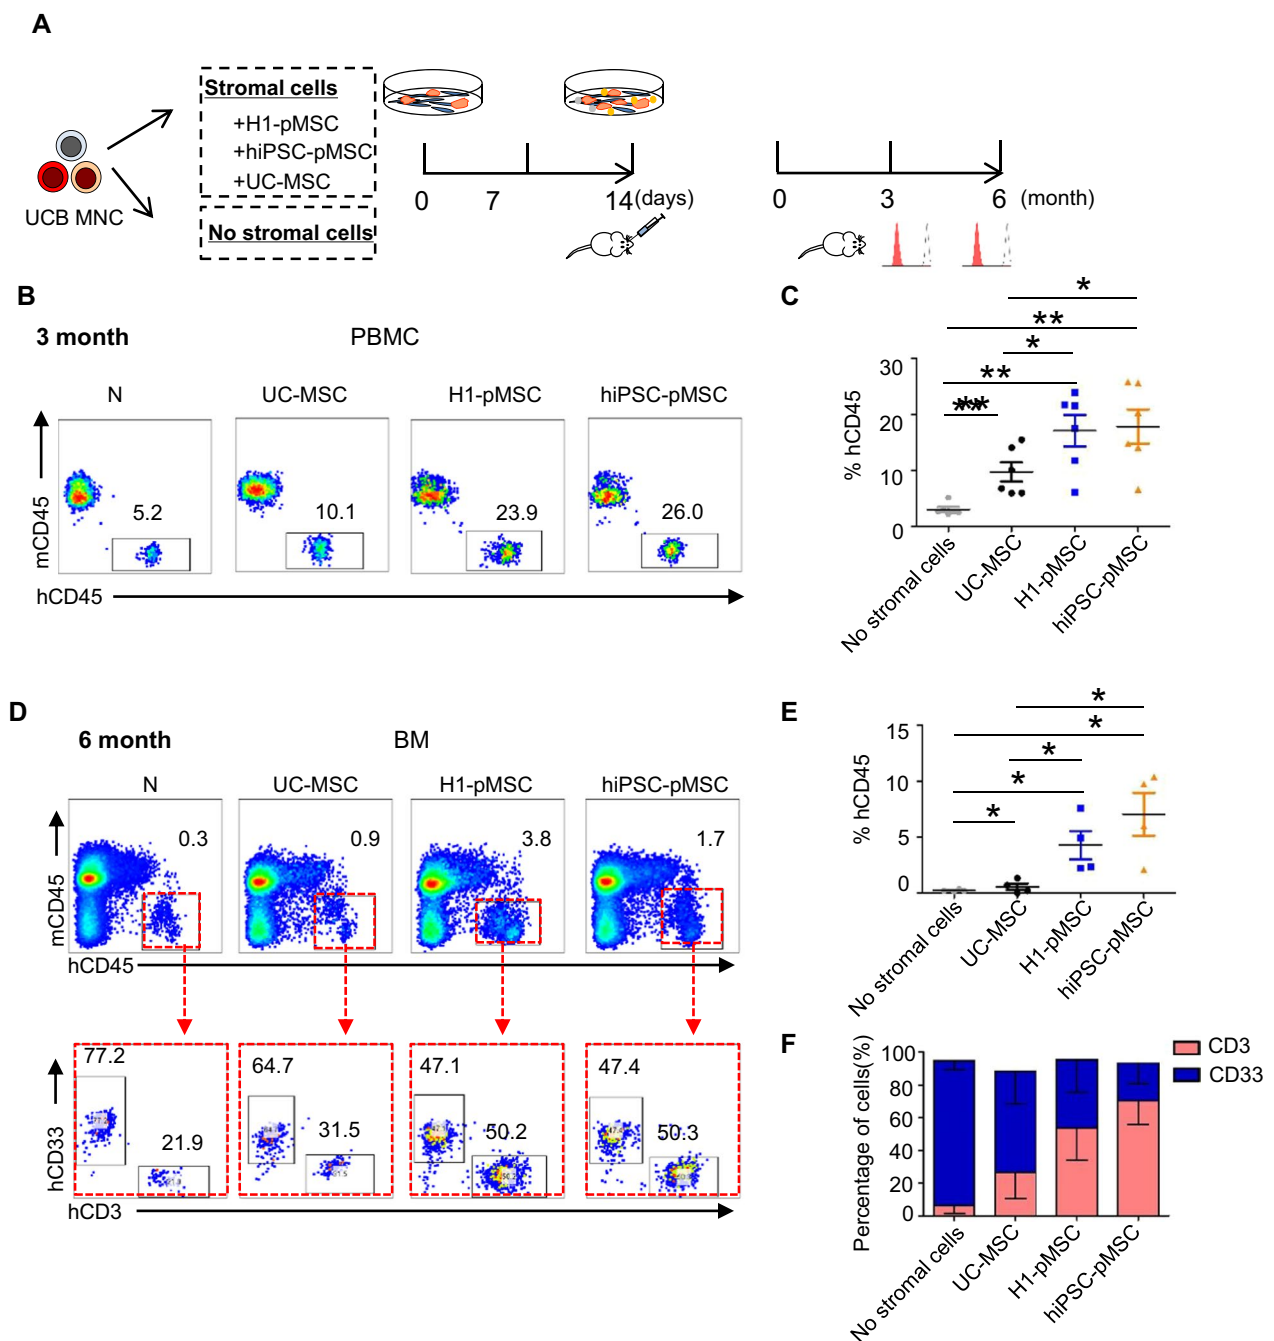 A
Stromal cells
+H1-pMSC
+hiPSC-pMSC
+UC-MSC
No stromal cells
UCB MNC
0
7
14(days)
0
3
6
(month)
B
3 month
PBMC
N
UC-MSC
H1-pMSC
hiPSC-pMSC
mCD45
5.2
10.1
23.9
26.0
hCD45
C
*
**
*
**
***
% hCD45
30
20
10
0
No stromal cells
UC-MSC
H1-pMSC
hiPSC-pMSC
D
6 month
BM
N
UC-MSC
H1-pMSC
hiPSC-pMSC
mCD45
0.3
0.9
3.8
1.7
hCD45
77.2
64.7
47.1
47.4
21.9
31.5
50.2
50.3
hCD33
hCD3
E
*
*
*
*
*
% hCD45
15
10
5
0
No stromal cells
UC-MSC
H1-pMSC
hiPSC-pMSC
F
CD3
CD33
Percentage of cells(%)
100
80
60
40
20
0
No stromal cells
UC-MSC
H1-pMSC
hiPSC-pMSC